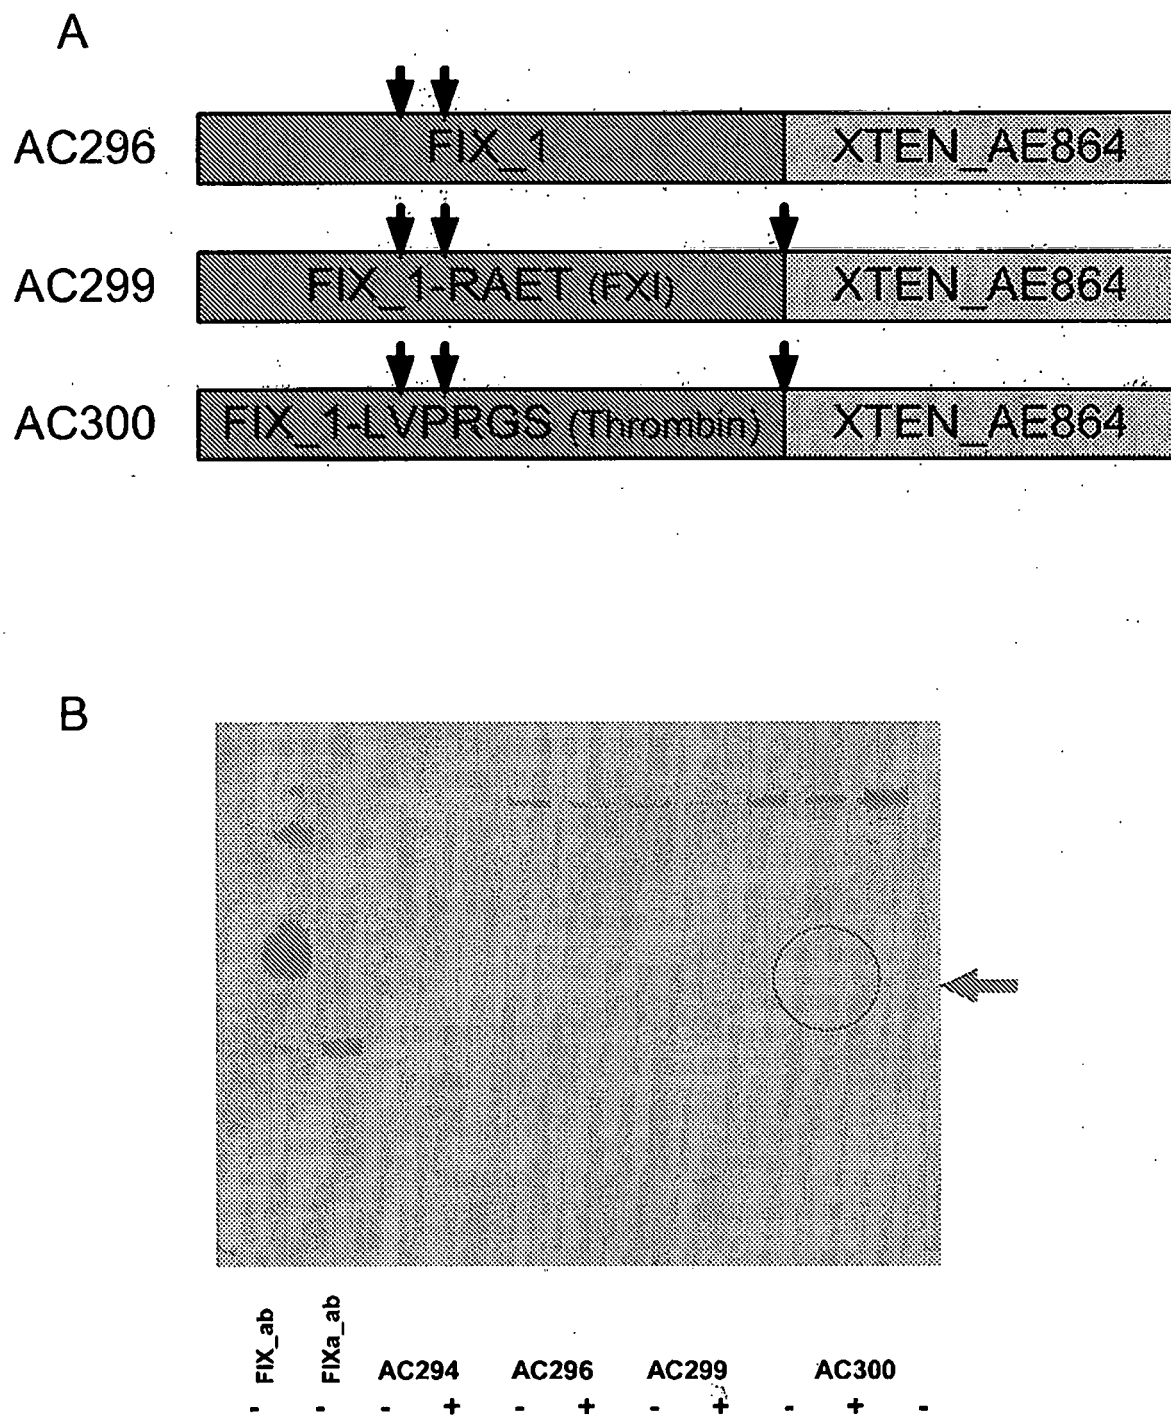 A
AC296 FIX_1 XTEN_AE864
AC299 FIX_1-RAET (FXI) XTEN_AE864
AC300 FIX_1-LVPRGS (Thrombin) XTEN_AE864
B
FIX_ab FIXa_ab AC294 AC296 AC299 AC300
- - - + - + - + - + -